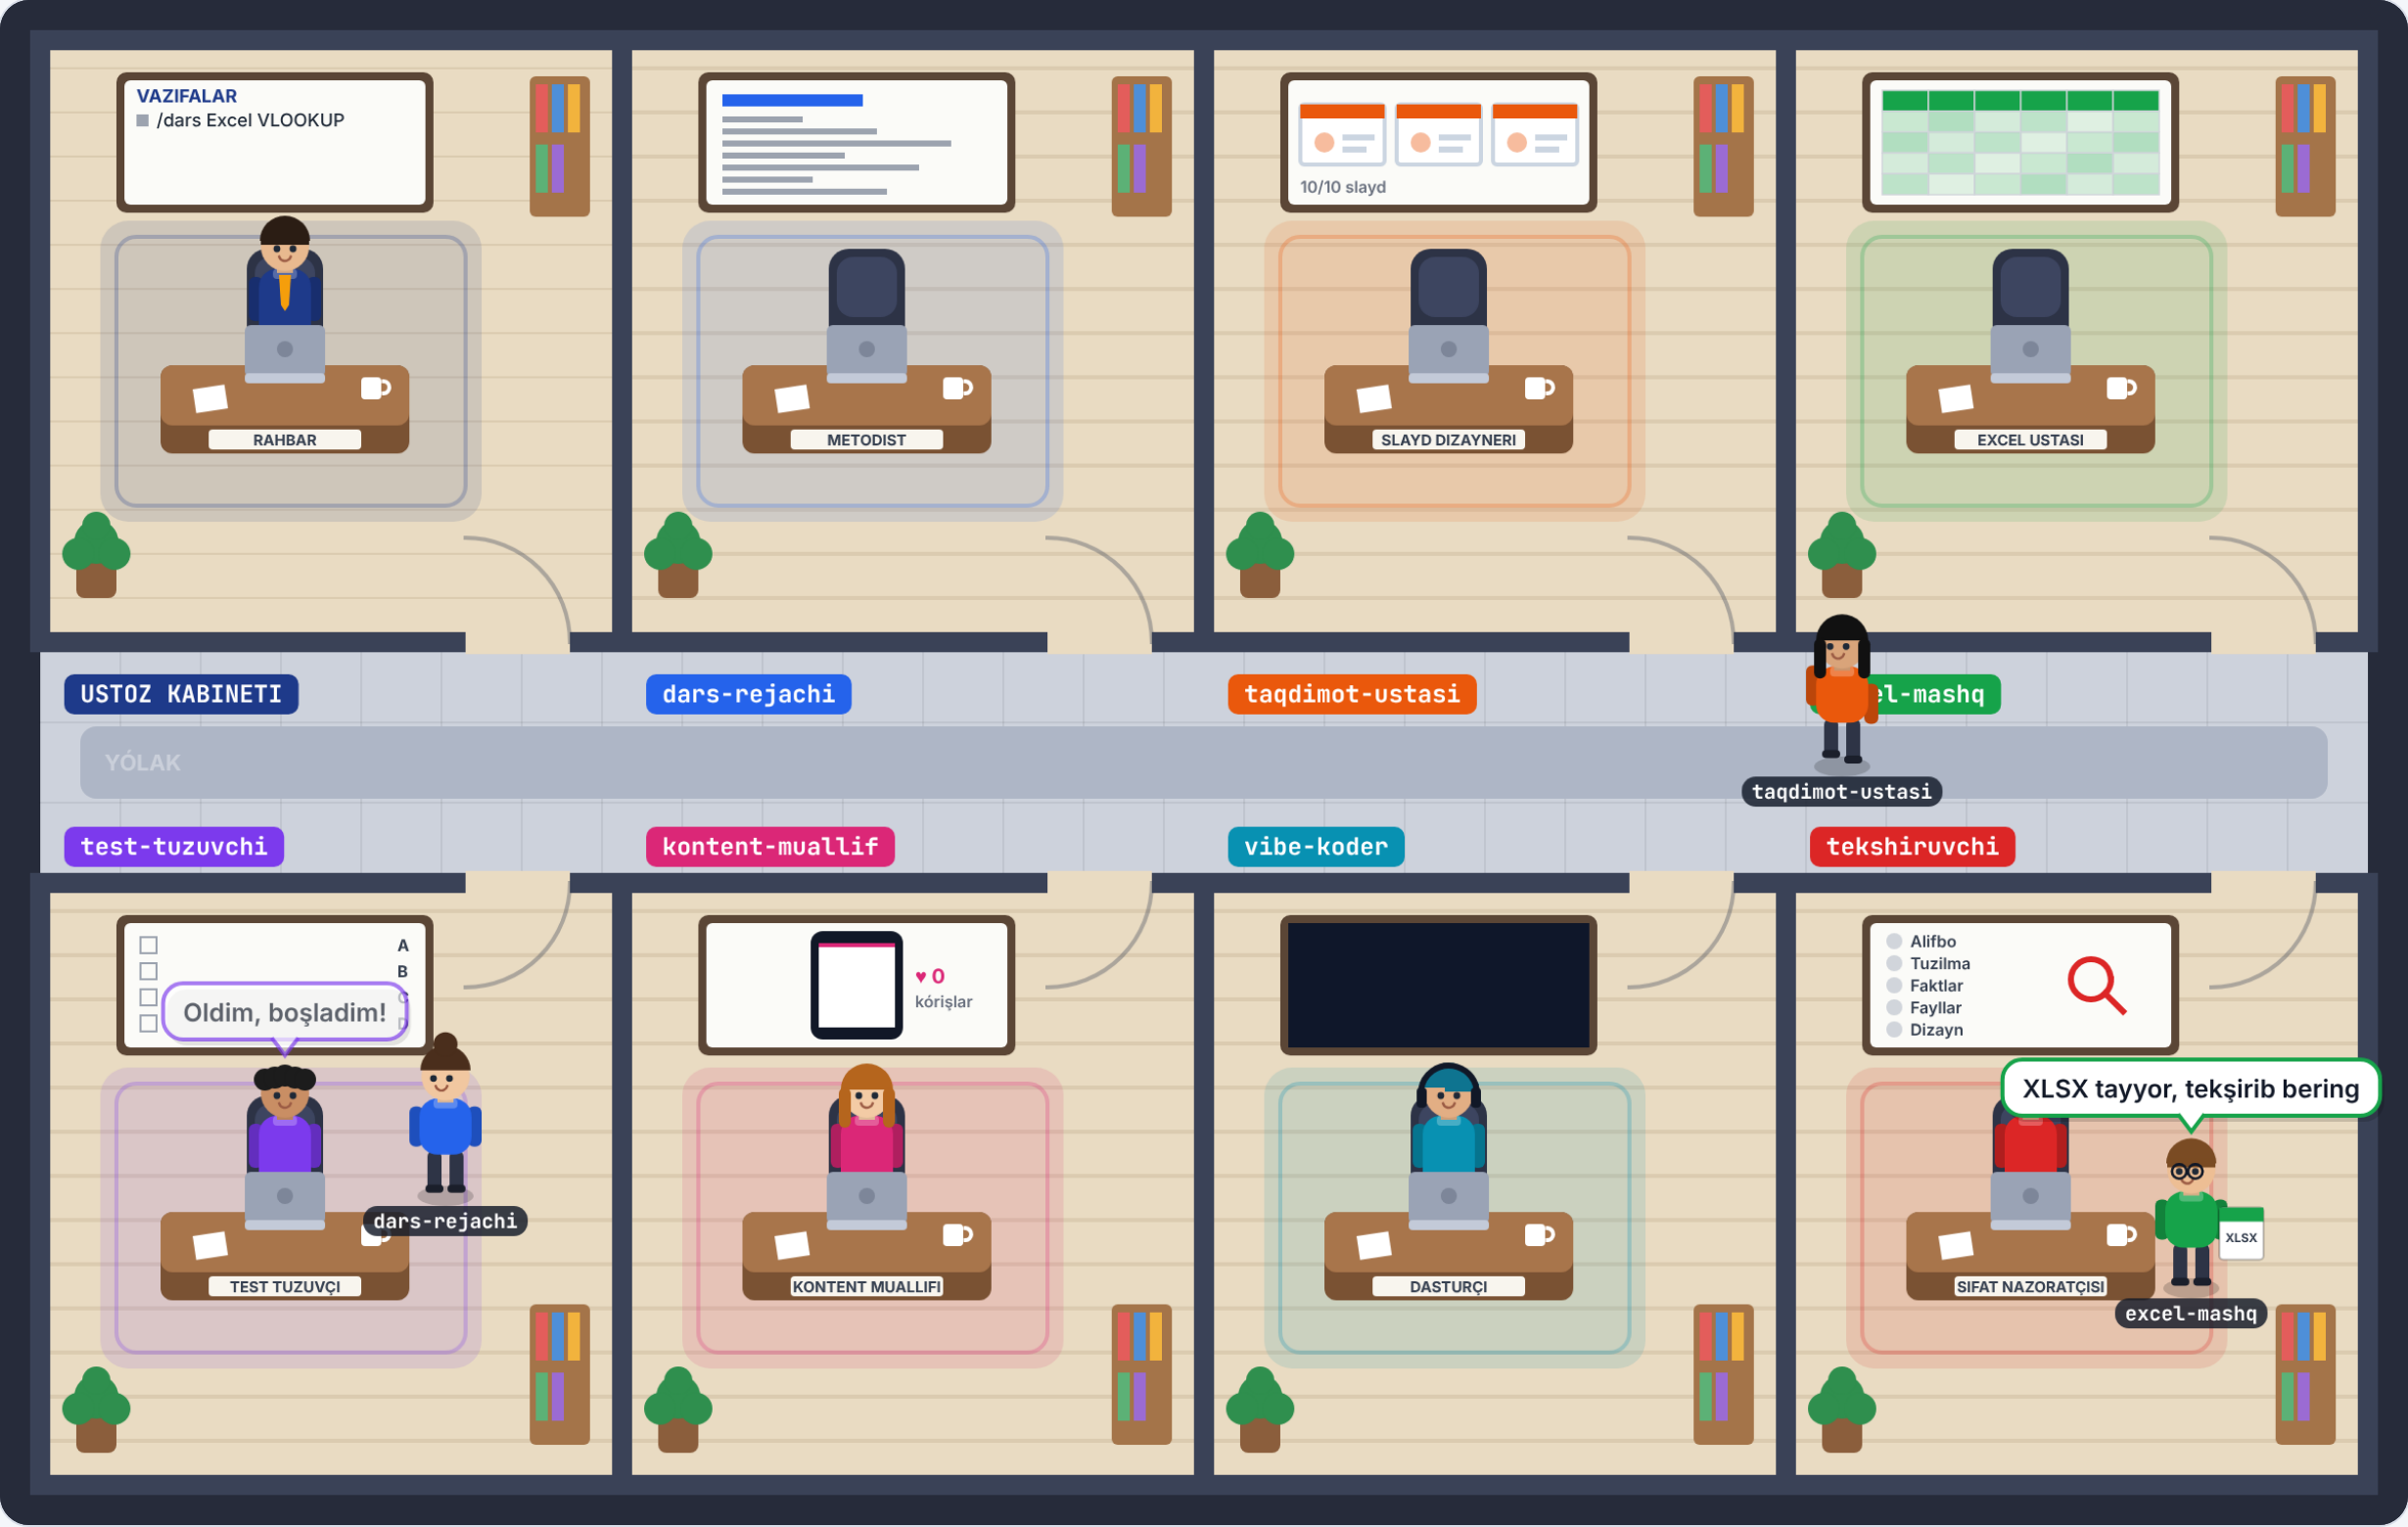 VAZIFALAR
/dars Excel VLOOKUP
10/10 slayd
RAHBAR
METODIST
SLAYD DIZAYNERI
EXCEL USTASI
USTOZ KABINETI
dars-rejachi
taqdimot-ustasi
el-mashq
YÓLAK
taqdimot-ustasi
test-tuzuvchi
kontent-muallif
vibe-koder
tekshiruvchi
A
B
C
D
Oldim, boşladim!
♥ 0
kórişlar
Alifbo
Tuzilma
Faktlar
Fayllar
Dizayn
XLSX tayyor, tekşirib bering
dars-rejachi
XLSX
TEST TUZUVÇI
KONTENT MUALLIFI
DASTURÇI
SIFAT NAZORATÇISI
excel-mashq